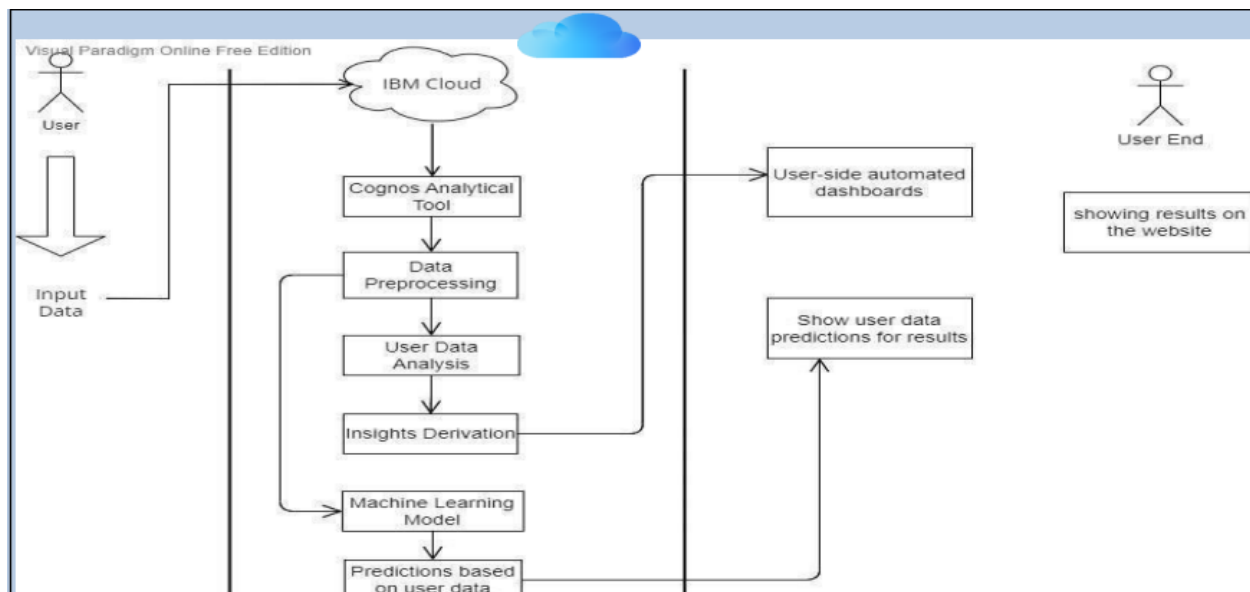 Visual Paradigm Online Free Edition
User
Input
Data
IBM Cloud
Cognos Analytical
Tool
Data
Preprocessing
User Data
Analysis
Insights Derivation
Machine Learning
Model
Predictions based
on user data
User-side automated
dashboards
Show user data
predictions for results
User End
showing results on
the website